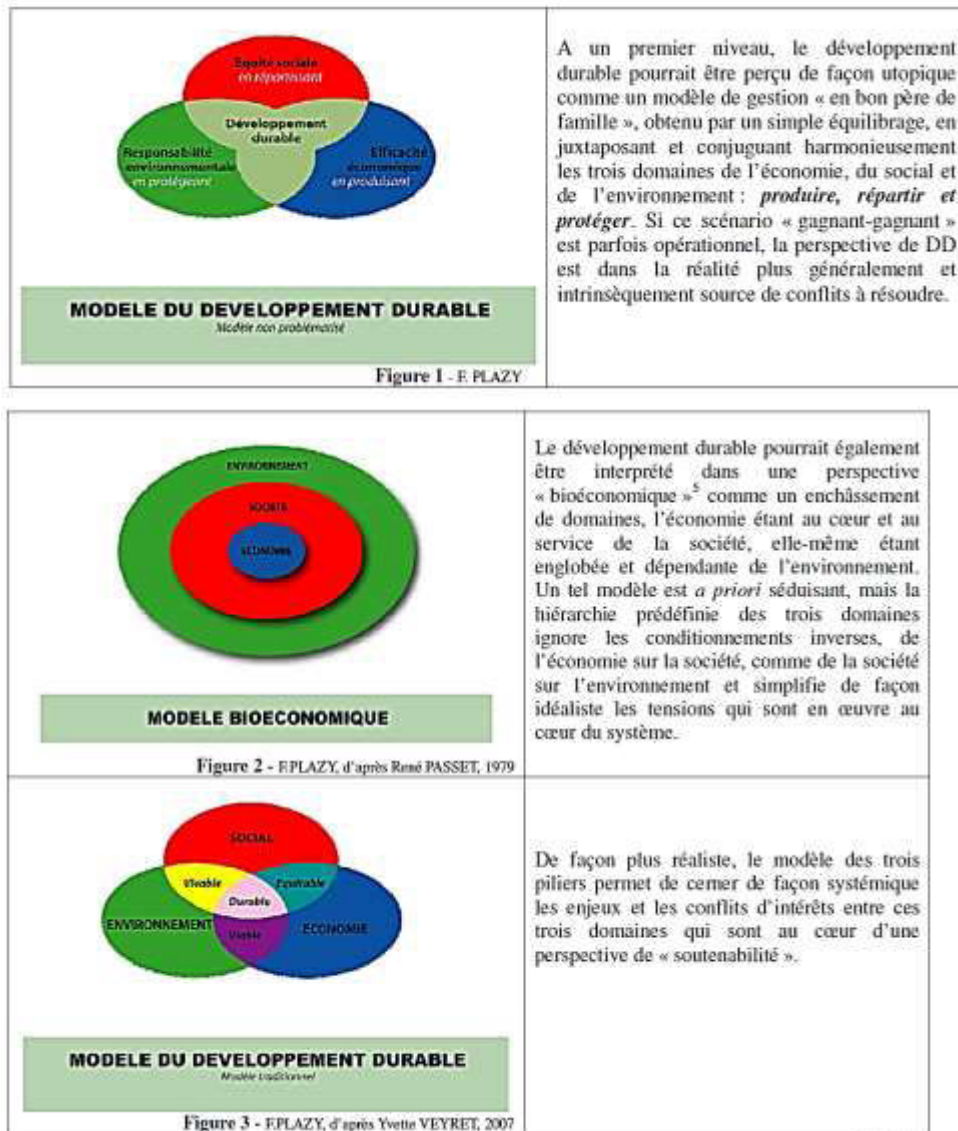 Equité sociale
en répartissant
Développement
durable
Responsabilité
environnementale
en protégeant
Efficacité
économique
en produisant
MODELE DU DEVELOPPEMENT DURABLE
Modèle non problématisé
Figure 1 - F. PLAZY
A un premier niveau, le développement
durable pourrait être perçu de façon utopique
comme un modèle de gestion « en bon père de
famille », obtenu par un simple équilibrage, en
juxtaposant et conjuguant harmonieusement
les trois domaines de l'économie, du social et
de l'environnement : produire, répartir et
protéger. Si ce scénario « gagnant-gagnant »
est parfois opérationnel, la perspective de DD
est dans la réalité plus généralement et
intrinsèquement source de conflits à résoudre.
ENVIRONNEMENT
SOCIETE
ECONOMIE
MODELE BIOECONOMIQUE
Figure 2 - F.PLAZY, d'après René PASSET, 1979
Le développement durable pourrait également
être interprété dans une perspective
« bioéconomique »5 comme un enchâssement
de domaines, l'économie étant au cœur et au
service de la société, elle-même étant
englobée et dépendante de l'environnement.
Un tel modèle est a priori séduisant, mais la
hiérarchie prédéfinie des trois domaines
ignore les conditionnements inverses, de
l'économie sur la société, comme de la société
sur l'environnement et simplifie de façon
idéaliste les tensions qui sont en œuvre au
cœur du système.
SOCIAL
Vivable
Equitable
Durable
ENVIRONNEMENT
ECONOMIE
Viable
MODELE DU DEVELOPPEMENT DURABLE
Modèle traditionnel
Figure 3 - F.PLAZY, d'après Yvette VEYRET, 2007
De façon plus réaliste, le modèle des trois
piliers permet de cerner de façon systémique
les enjeux et les conflits d'intérêts entre ces
trois domaines qui sont au cœur d'une
perspective de « soutenabilité ».